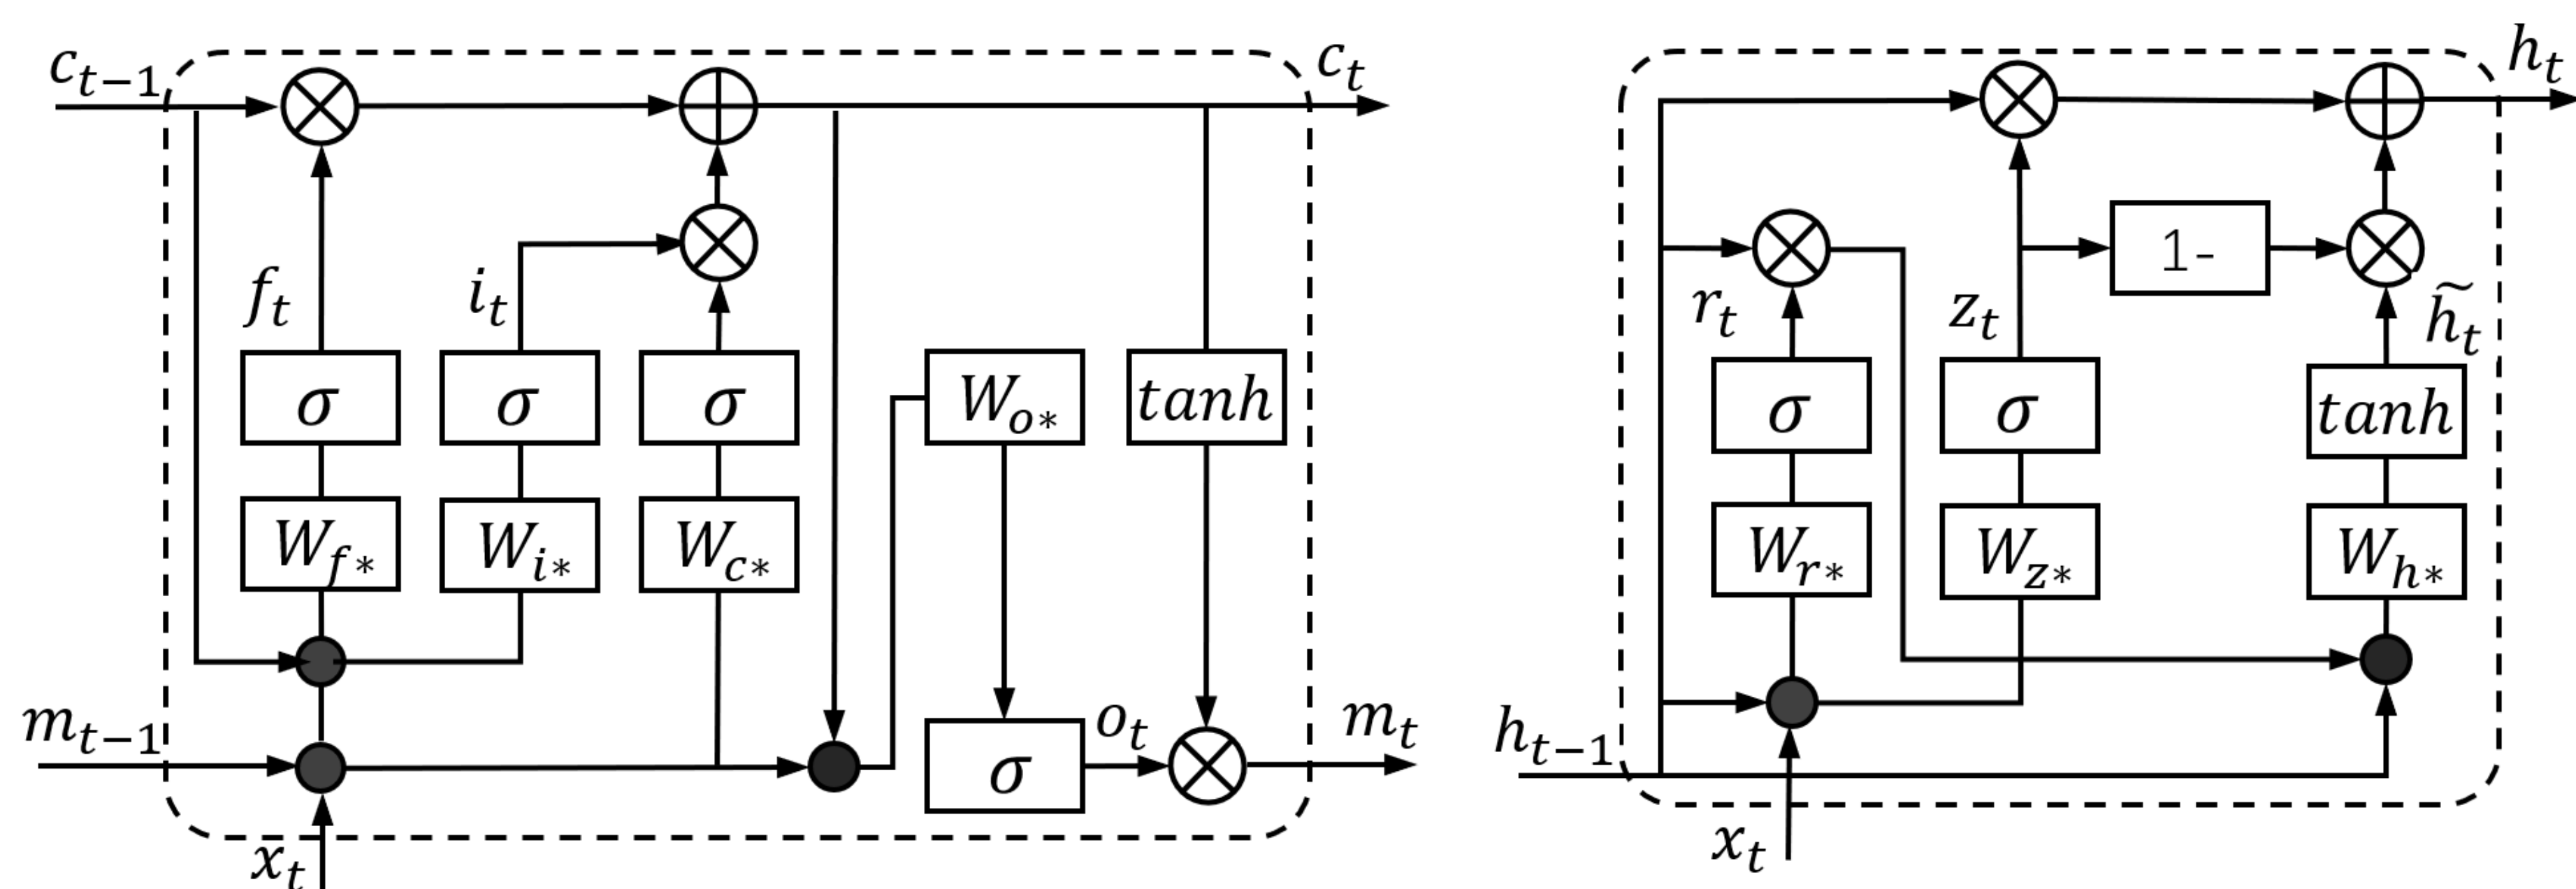 c_{t-1} c_t
f_t i_t
σ σ σ W_{o*} tanh
W_{f*} W_{i*} W_{c*}
m_{t-1} σ o_t m_t
x_t
h_t
1-
r_t z_t \tilde{h}_t
σ σ tanh
W_{r*} W_{z*} W_{h*}
h_{t-1}
x_t